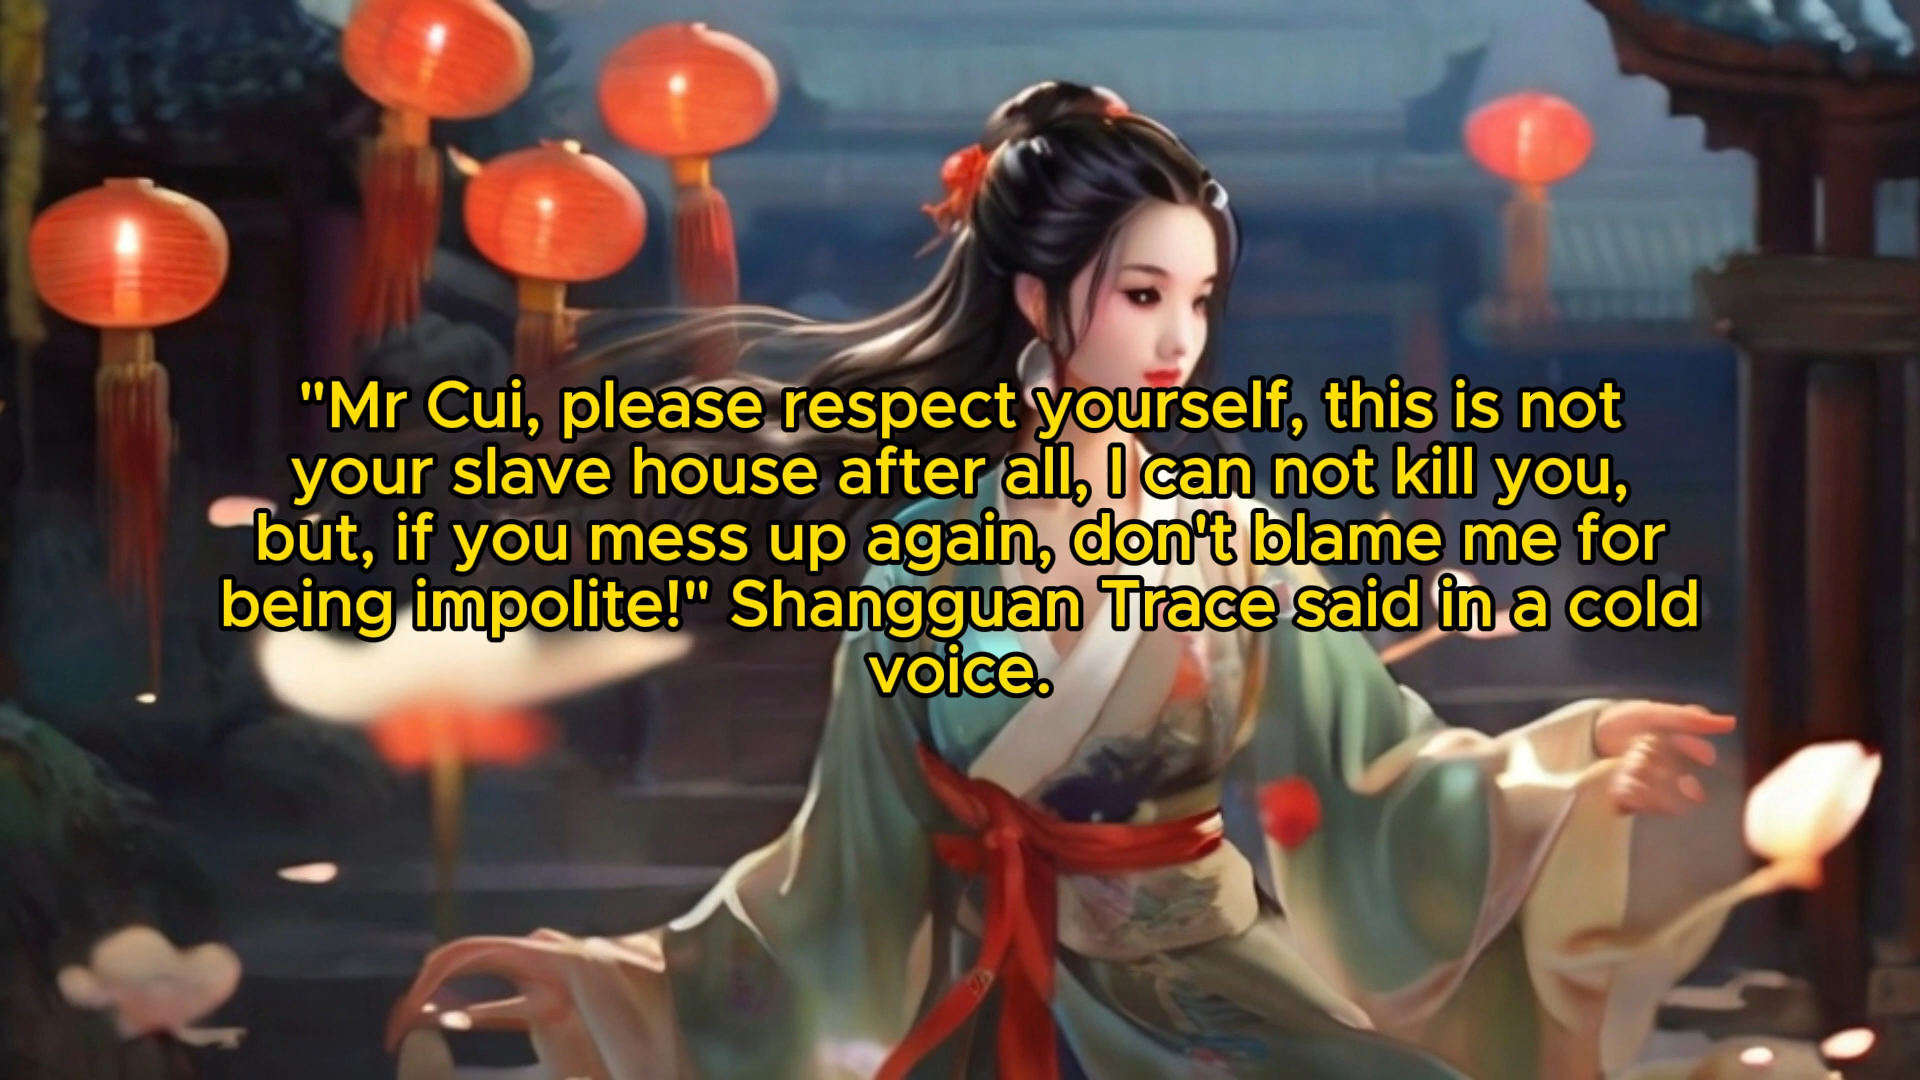 "Mr Cui, please respect yourself, this is not
your slave house after all, I can not kill you,
but, if you mess up again, don't blame me for
being impolite!" Shangguan Trace said in a cold
voice.